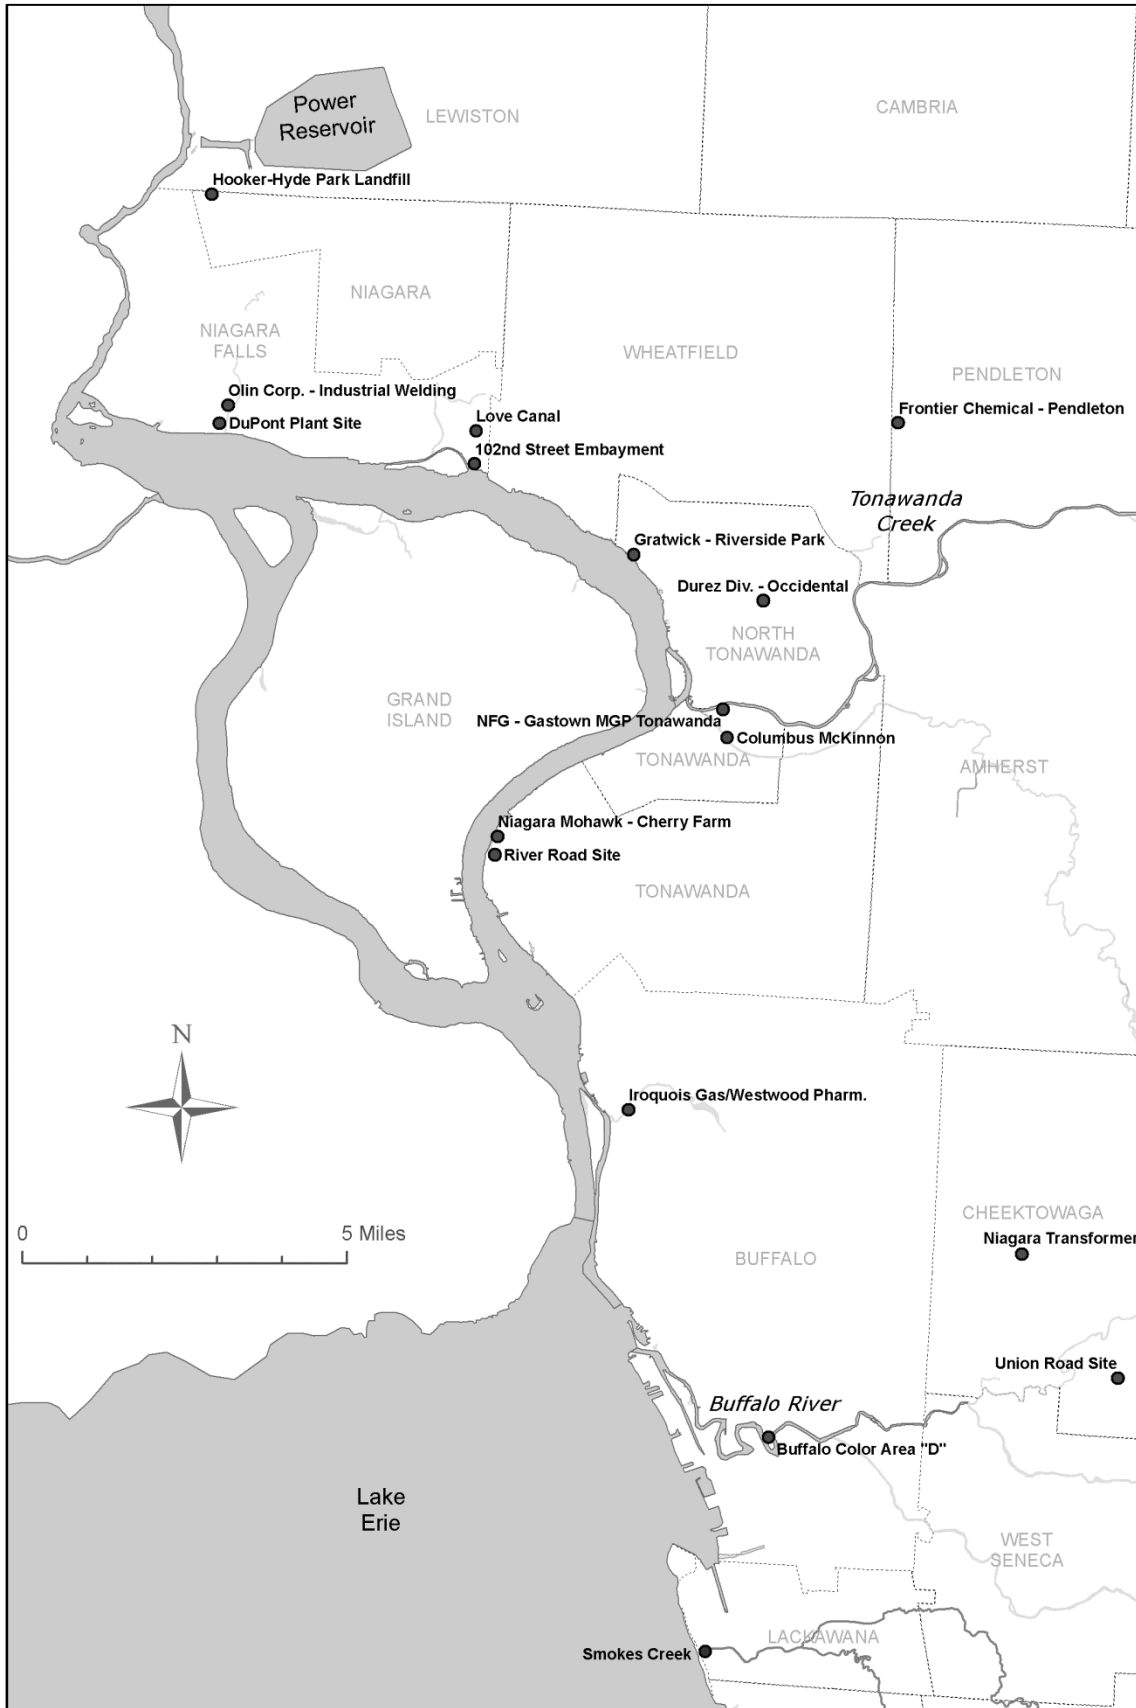 Power
Reservoir
LEWISTON
CAMBRIA
Hooker-Hyde Park Landfill
NIAGARA
NIAGARA
FALLS
WHEATFIELD
PENDLETON
Olin Corp. - Industrial Welding
DuPont Plant Site
Love Canal
Frontier Chemical - Pendleton
102nd Street Embayment
Tonawanda
Creek
Gratwick - Riverside Park
Durez Div. - Occidental
NORTH
TONAWANDA
GRAND
ISLAND
NFG - Gastown MGP Tonawanda
Columbus McKinnon
TONAWANDA
AMHERST
Niagara Mohawk - Cherry Farm
River Road Site
TONAWANDA
N
Iroquois Gas/Westwood Pharm.
0
5 Miles
CHEEKTOWAGA
Niagara Transformer
BUFFALO
Union Road Site
Buffalo River
Buffalo Color Area "D"
Lake
Erie
WEST
SENECA
LACKAWANA
Smokes Creek